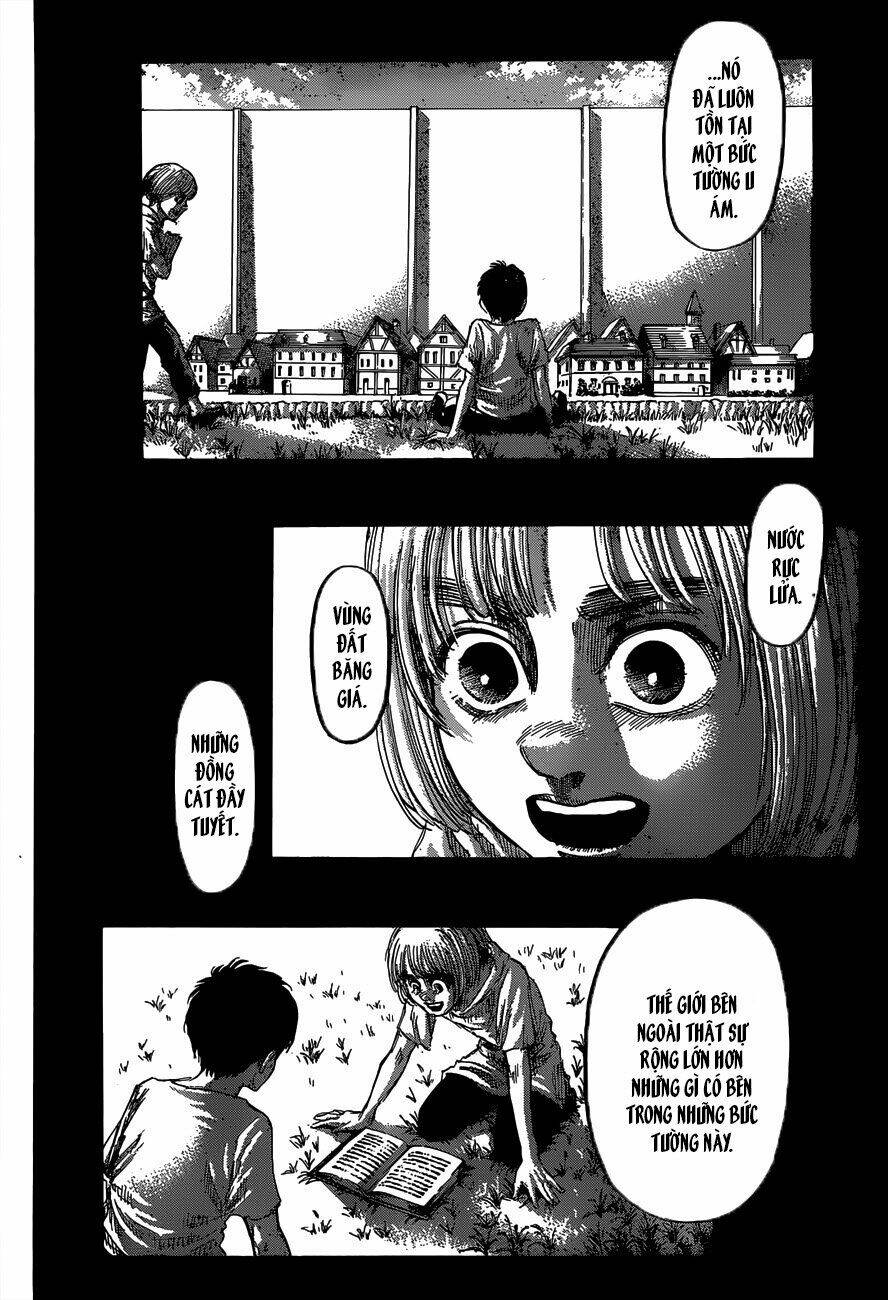 ...NÓ
ĐÃ LUÔN
TỒN TẠI
MỘT BỨC
TƯỜNG U
ÁM.
NƯỚC
RỰC
LỬA.
VÙNG
ĐẤT
BĂNG
GIÁ.
NHỮNG
ĐỒNG
CÁT ĐẦY
TUYẾT.
THẾ GIỚI BÊN
NGOÀI THẬT SỰ
RỘNG LỚN HƠN
NHỮNG GÌ CÓ BÊN
TRONG NHỮNG BỨC
TƯỜNG NÀY.